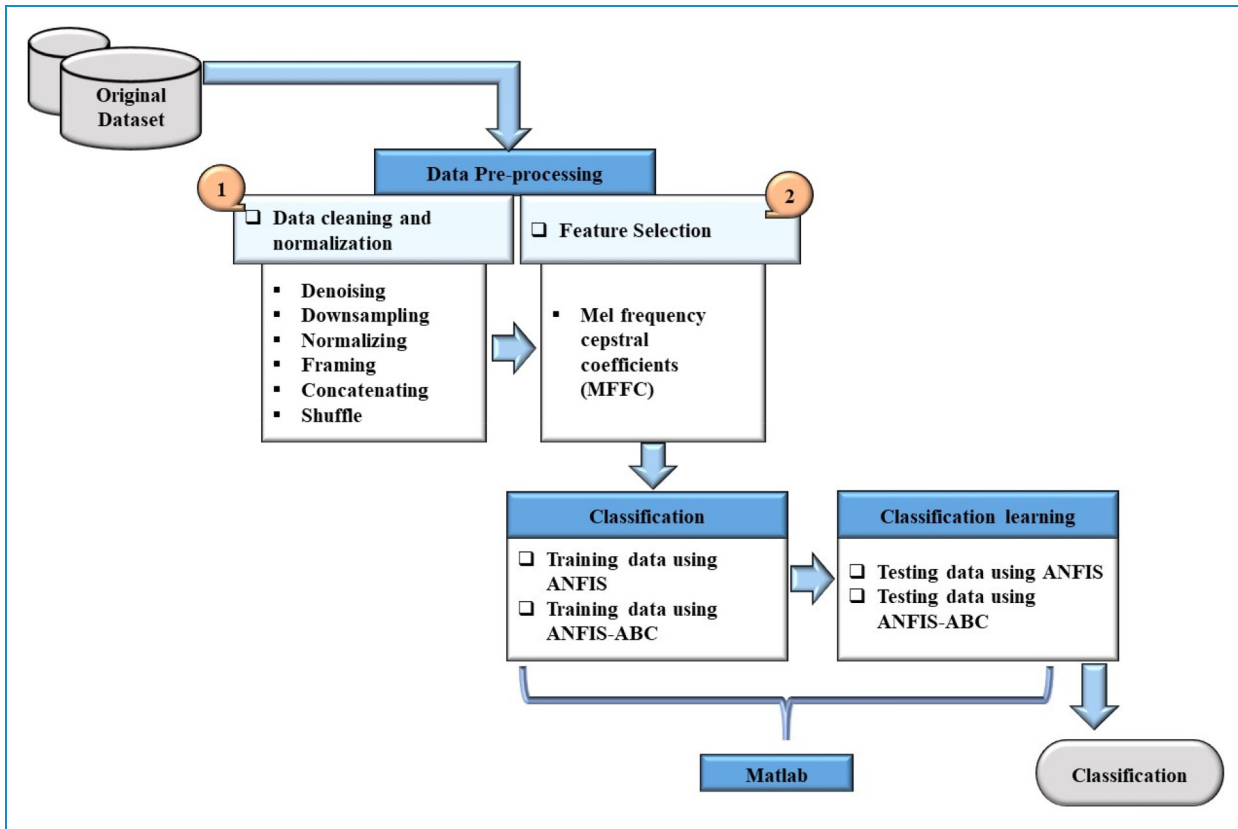 Original
Dataset
Data Pre-processing
1
❑ Data cleaning and
normalization
2
❑ Feature Selection
▪ Denoising
▪ Downsampling
▪ Normalizing
▪ Framing
▪ Concatenating
▪ Shuffle
▪ Mel frequency
cepstral
coefficients
(MFFC)
Classification
❑ Training data using
ANFIS
❑ Training data using
ANFIS-ABC
Classification learning
❑ Testing data using ANFIS
❑ Testing data using
ANFIS-ABC
Matlab
Classification